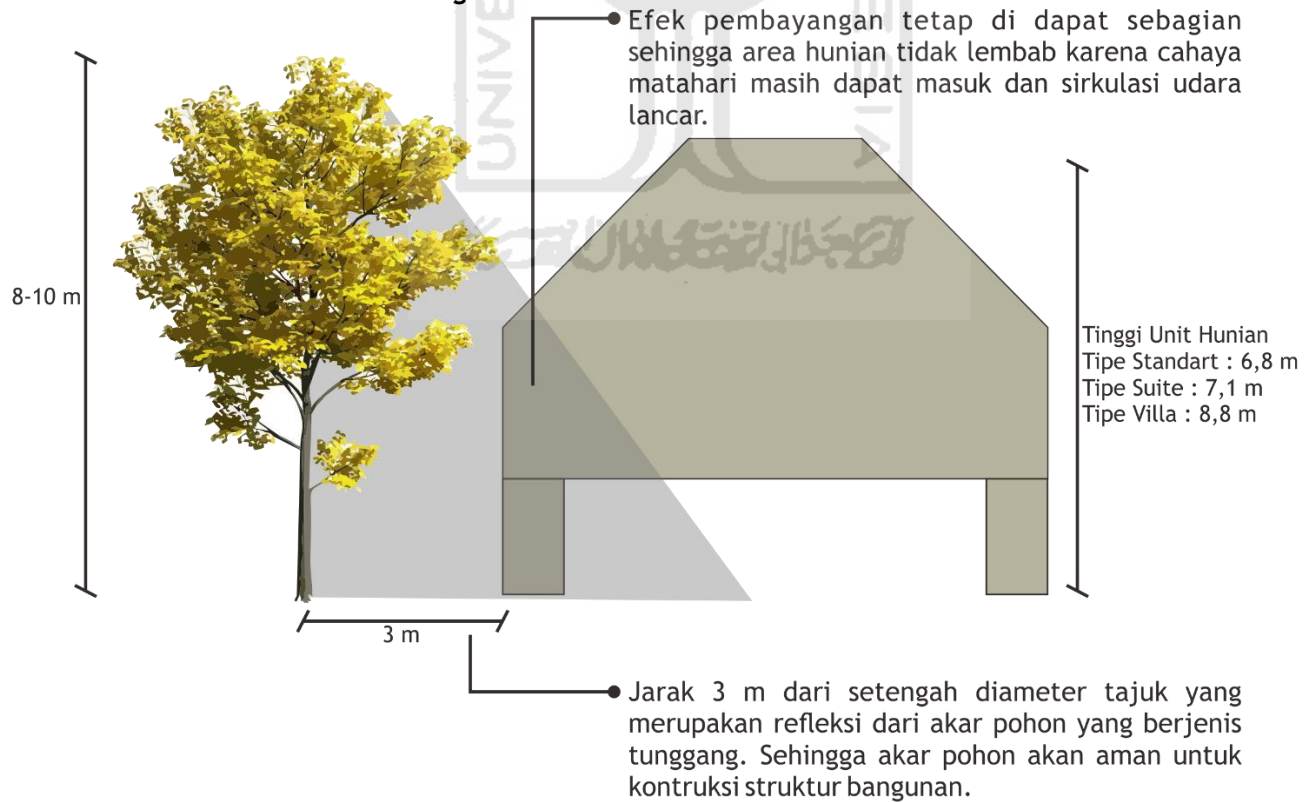 Efek pembayangan tetap di dapat sebagian
sehingga area hunian tidak lembab karena cahaya
matahari masih dapat masuk dan sirkulasi udara
lancar.
8-10 m
Tinggi Unit Hunian
Tipe Standart : 6,8 m
Tipe Suite : 7,1 m
Tipe Villa : 8,8 m
3 m
Jarak 3 m dari setengah diameter tajuk yang
merupakan refleksi dari akar pohon yang berjenis
tunggang. Sehingga akar pohon akan aman untuk
kontruksi struktur bangunan.